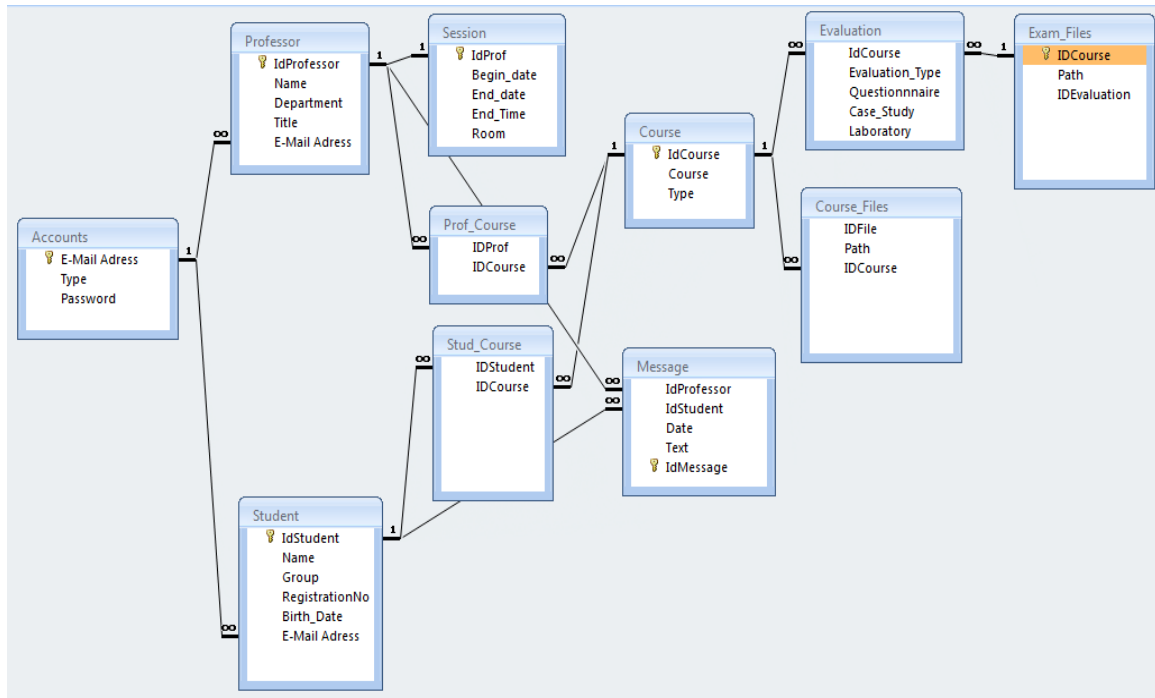 Professor
IdProfessor
Name
Department
Title
E-Mail Adress
Session
IdProf
Begin_date
End_date
End_Time
Room
Evaluation
IdCourse
Evaluation_Type
Questionnnaire
Case_Study
Laboratory
Exam_Files
IDCourse
Path
IDEvaluation
Course
IdCourse
Course
Type
Prof_Course
IDProf
IDCourse
Course_Files
IDFile
Path
IDCourse
Accounts
E-Mail Adress
Type
Password
Stud_Course
IDStudent
IDCourse
Message
IdProfessor
IdStudent
Date
Text
IdMessage
Student
IdStudent
Name
Group
RegistrationNo
Birth_Date
E-Mail Adress
1
∞
1
1
∞
∞
1
∞
∞
1
∞
1
∞
1
∞
∞
∞
∞
1
∞